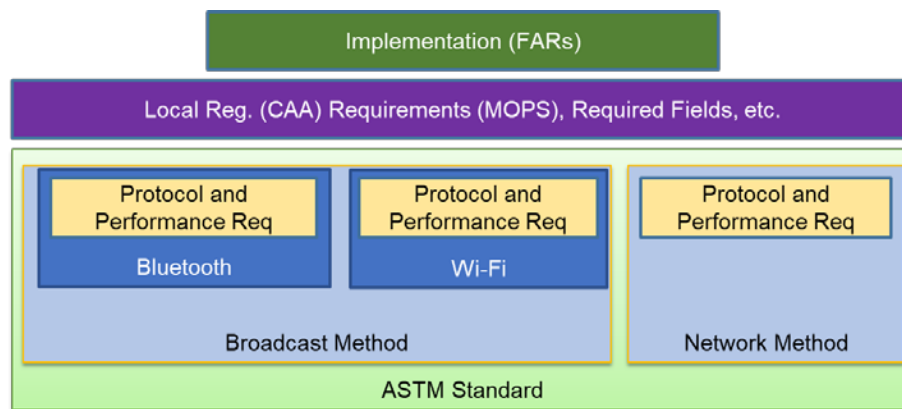 Implementation (FARs)
Local Reg. (CAA) Requirements (MOPS), Required Fields, etc.
Protocol and
Performance Req
Bluetooth
Protocol and
Performance Req
Wi-Fi
Broadcast Method
Protocol and
Performance Req
Network Method
ASTM Standard